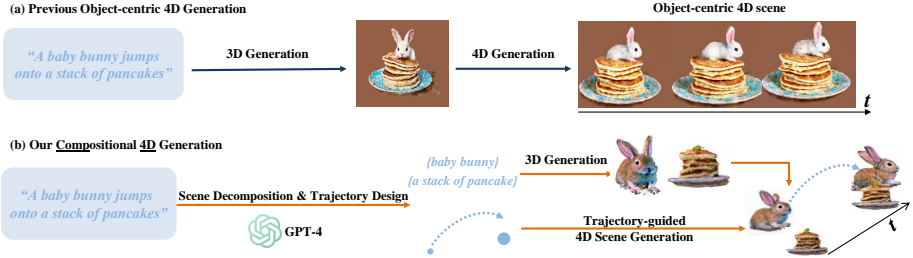 (a) Previous Object-centric 4D Generation
Object-centric 4D scene
"A baby bunny jumps
onto a stack of pancakes"
3D Generation
4D Generation
t
(b) Our Compositional 4D Generation
"A baby bunny jumps
onto a stack of pancakes"
Scene Decomposition & Trajectory Design
GPT-4
{baby bunny}
{a stack of pancake}
3D Generation
Trajectory-guided
4D Scene Generation
t